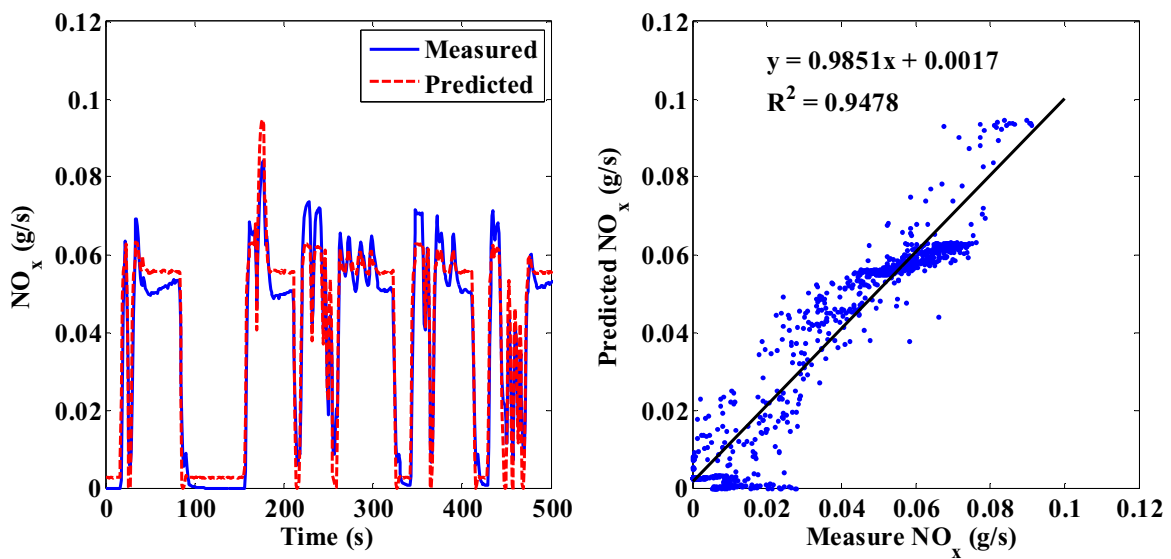 0.12
0.1
0.08
0.06
0.04
0.02
0
NOx (g/s)
Measured
Predicted
0 100 200 300 400 500
Time (s)
0.12
0.1
0.08
0.06
0.04
0.02
0
Predicted NOx (g/s)
y = 0.9851x + 0.0017
R² = 0.9478
0 0.02 0.04 0.06 0.08 0.1 0.12
Measure NOx (g/s)